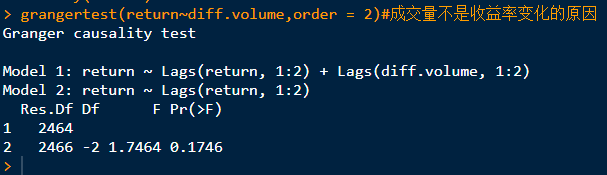 > grangertest(return~diff.volume,order = 2)#成交量不是收益率变化的原因
Granger causality test

Model 1: return ~ Lags(return, 1:2) + Lags(diff.volume, 1:2)
Model 2: return ~ Lags(return, 1:2)
  Res.Df Df      F Pr(>F)
1   2464
2   2466 -2 1.7464 0.1746
>